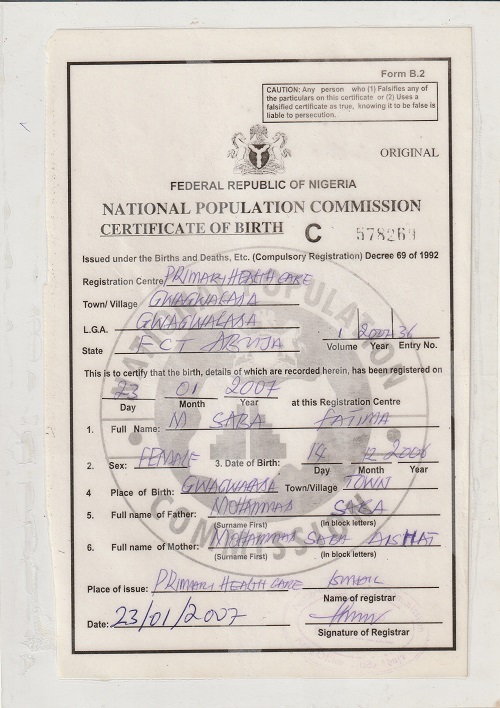 Form B.2
CAUTION: Any person who (1) Falsifies any of
the particulars on this certificate or (2) Uses a
falsified certificate as true, knowing it to be false is
liable to persecution.
ORIGINAL
FEDERAL REPUBLIC OF NIGERIA
NATIONAL POPULATION COMMISSION
CERTIFICATE OF BIRTH C 578269
Issued under the Births and Deaths, Etc. (Compulsory Registration) Decree 69 of 1992
Registration Centre PRIMARI HEALTH CARE
Town/ Village GWAGWALADA
L.G.A. GWAGWALADA
1 2007 36
State FCT ABUJA Volume Year Entry No.
This is to certify that the birth, details of which are recorded herein, has been registered on
23 01 2007
Day Month Year at this Registration Centre
1. Full Name: M SABA FATIMA
2. Sex: FEMALE 3. Date of Birth: 14 12 2006
Day Month Year
4 Place of Birth: GWAGWALADA Town/Village TOWN
5. Full name of Father: MOHAMMAD SABA
(Surname First) (In block letters)
6. Full name of Mother: MOHAMMAD SABA AISHAT
(Surname First) (In block letters)
Place of issue: PRIMARI HEALTH CARE
Name of registrar
Date: 23/01/2007
Signature of Registrar
NATIONAL POPULATION COMMISSION